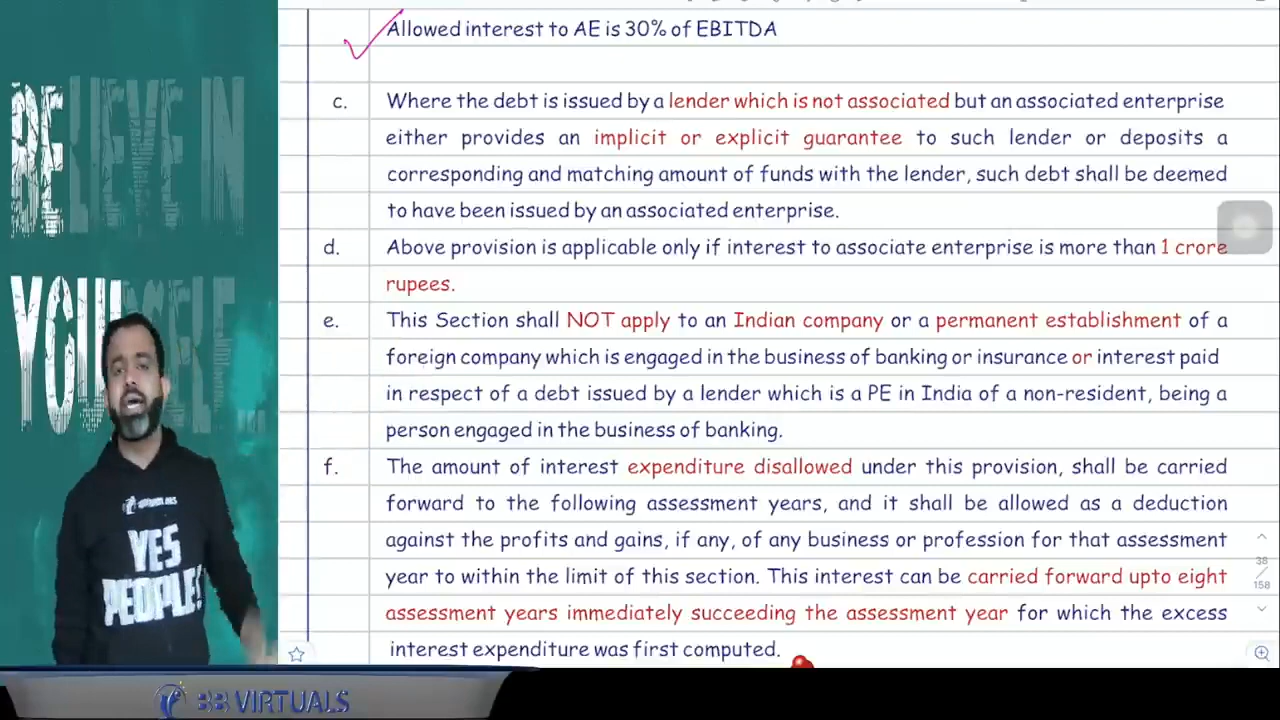 BELIEVE IN
YOURSELF
Allowed interest to AE is 30% of EBITDA
c. Where the debt is issued by a lender which is not associated but an associated enterprise
either provides an implicit or explicit guarantee to such lender or deposits a
corresponding and matching amount of funds with the lender, such debt shall be deemed
to have been issued by an associated enterprise.
d. Above provision is applicable only if interest to associate enterprise is more than 1 crore
rupees.
e. This Section shall NOT apply to an Indian company or a permanent establishment of a
foreign company which is engaged in the business of banking or insurance or interest paid
in respect of a debt issued by a lender which is a PE in India of a non-resident, being a
person engaged in the business of banking.
f. The amount of interest expenditure disallowed under this provision, shall be carried
forward to the following assessment years, and it shall be allowed as a deduction
against the profits and gains, if any, of any business or profession for that assessment
year to within the limit of this section. This interest can be carried forward upto eight
assessment years immediately succeeding the assessment year for which the excess
interest expenditure was first computed.
38
158
YES
PEOPLE!
BB VIRTUALS